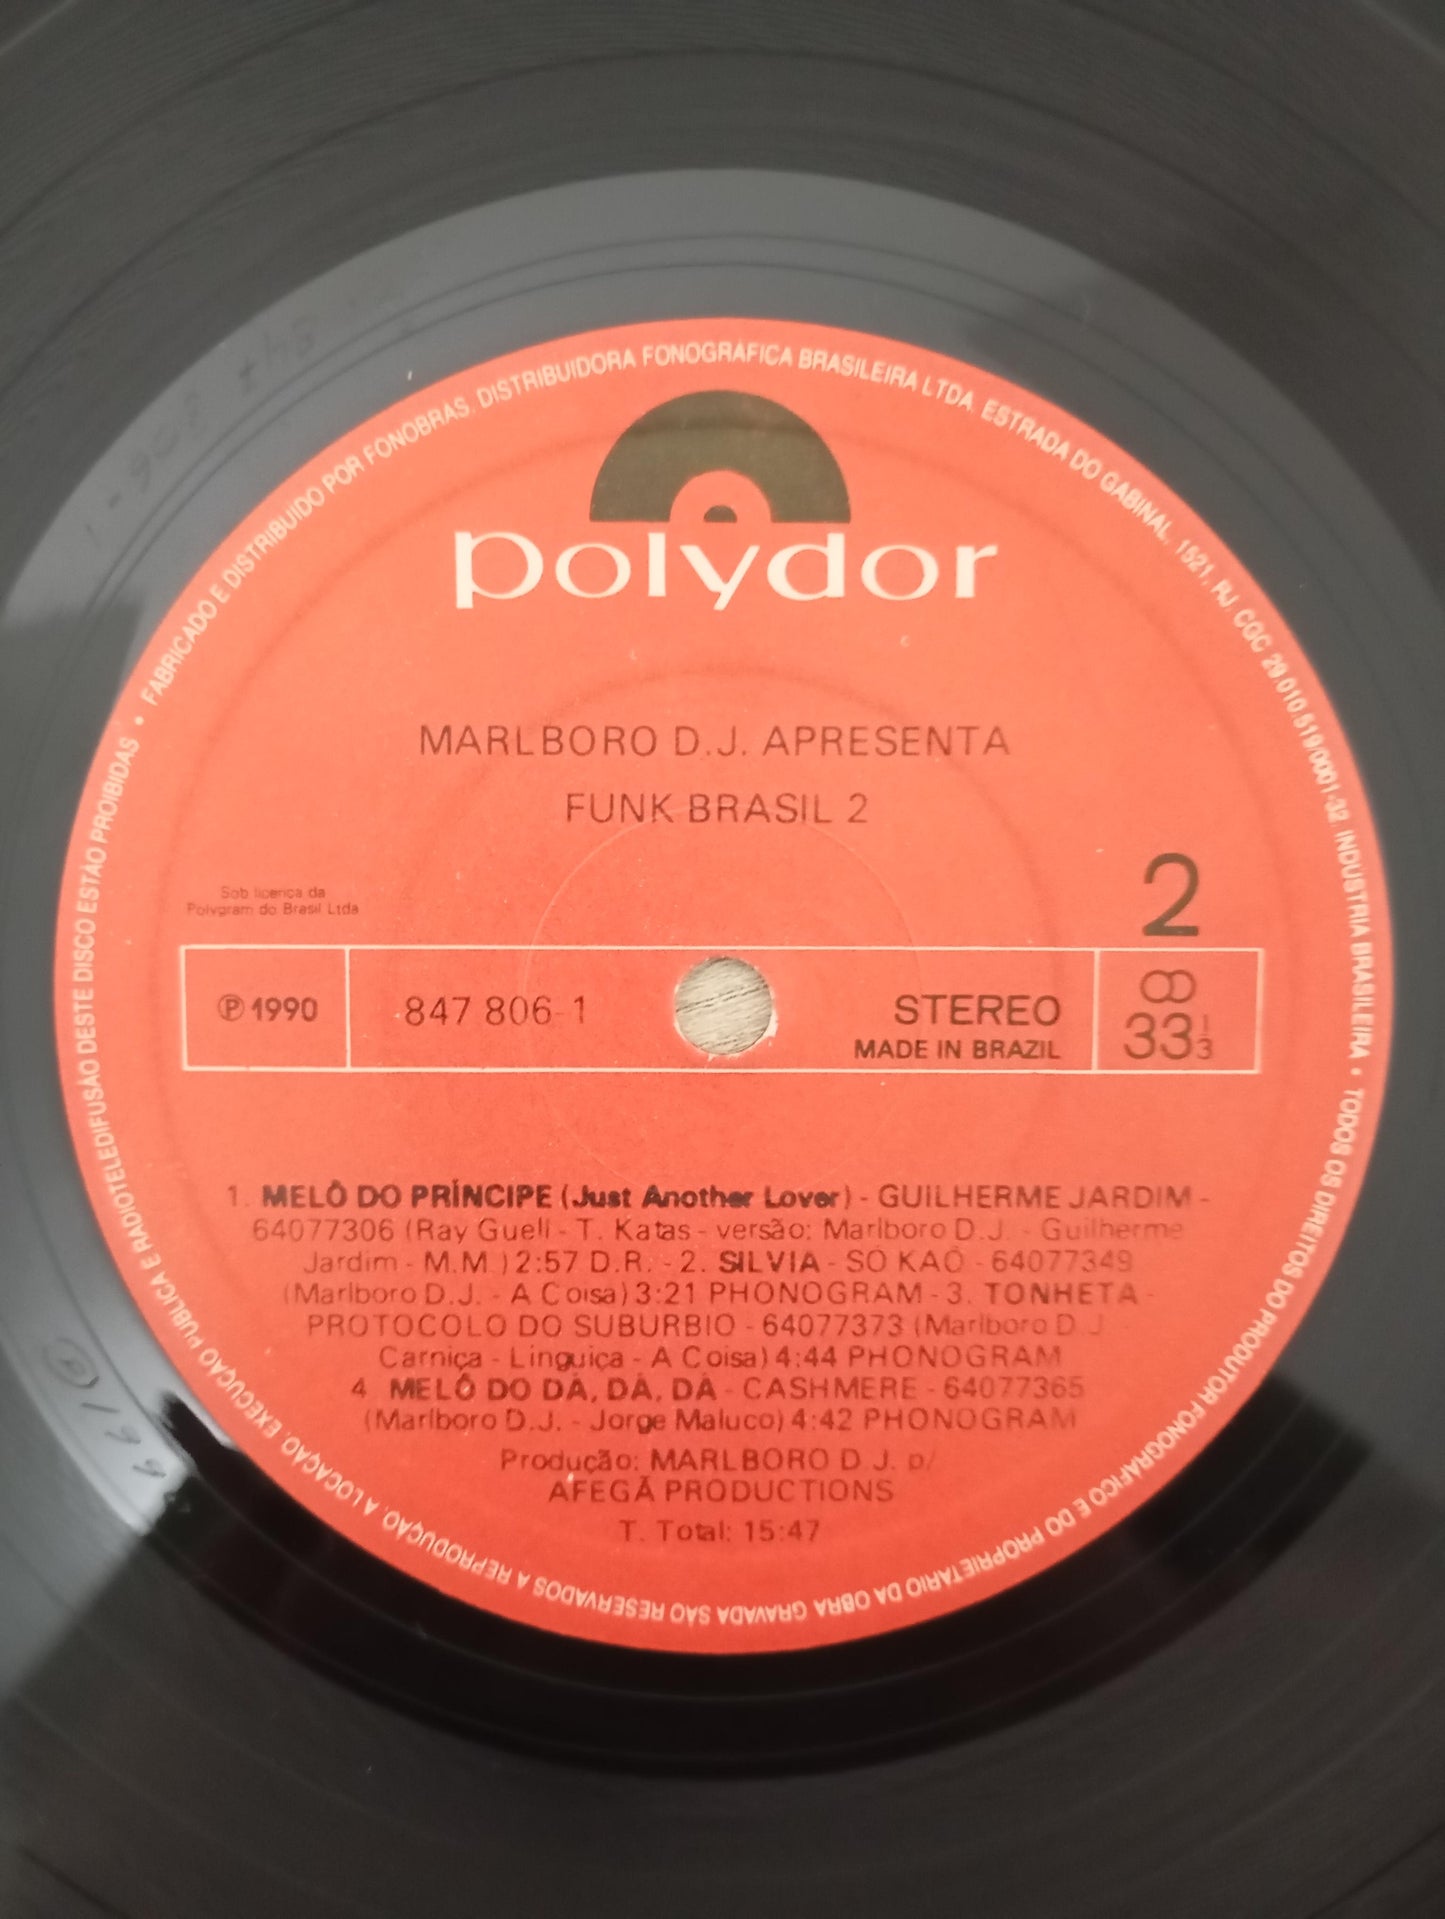 FABRICADO E DISTRIBUIDO POR FONOBRAS. DISTRIBUIDORA FONOGRÁFICA BRASILEIRA LTDA. ESTRADA DO GABINAL, 1521, RJ. CGC 29.010.519/0001-32. INDUSTRIA BRASILEIRA •
TODOS OS DIREITOS DO PRODUTOR FONOGRÁFICO E DO PROPRIETÁRIO DA OBRA GRAVADA SÃO RESERVADOS A REPRODUÇÃO, A LOCAÇÃO, EXECUÇÃO PÚBLICA E RADIOTELEDIFUSÃO DESTE DISCO ESTÃO PROIBIDAS •
polydor
MARLBORO D.J. APRESENTA
FUNK BRASIL 2
2
Sob licença da
Polygram do Brasil Ltda
℗ 1990
847 806-1
STEREO
MADE IN BRAZIL
33 1/3
1. MELÔ DO PRÍNCIPE (Just Another Lover) - GUILHERME JARDIM -
64077306 (Ray Guell - T. Katas - versão: Marlboro D.J. - Guilherme
Jardim - M.M.) 2:57 D.R. - 2. SILVIA - SÓ KAÔ - 64077349
(Marlboro D.J. - A Coisa) 3:21 PHONOGRAM - 3. TONHETA -
PROTOCOLO DO SUBURBIO - 64077373 (Marlboro D.J. -
Carniça - Linguiça - A Coisa) 4:44 PHONOGRAM
4. MELÔ DO DÁ, DÁ, DÁ - CASHMERE - 64077365
(Marlboro D.J. - Jorge Maluco) 4:42 PHONOGRAM
Produção: MARLBORO D.J. p/
AFEGÃ PRODUCTIONS
T. Total: 15:47